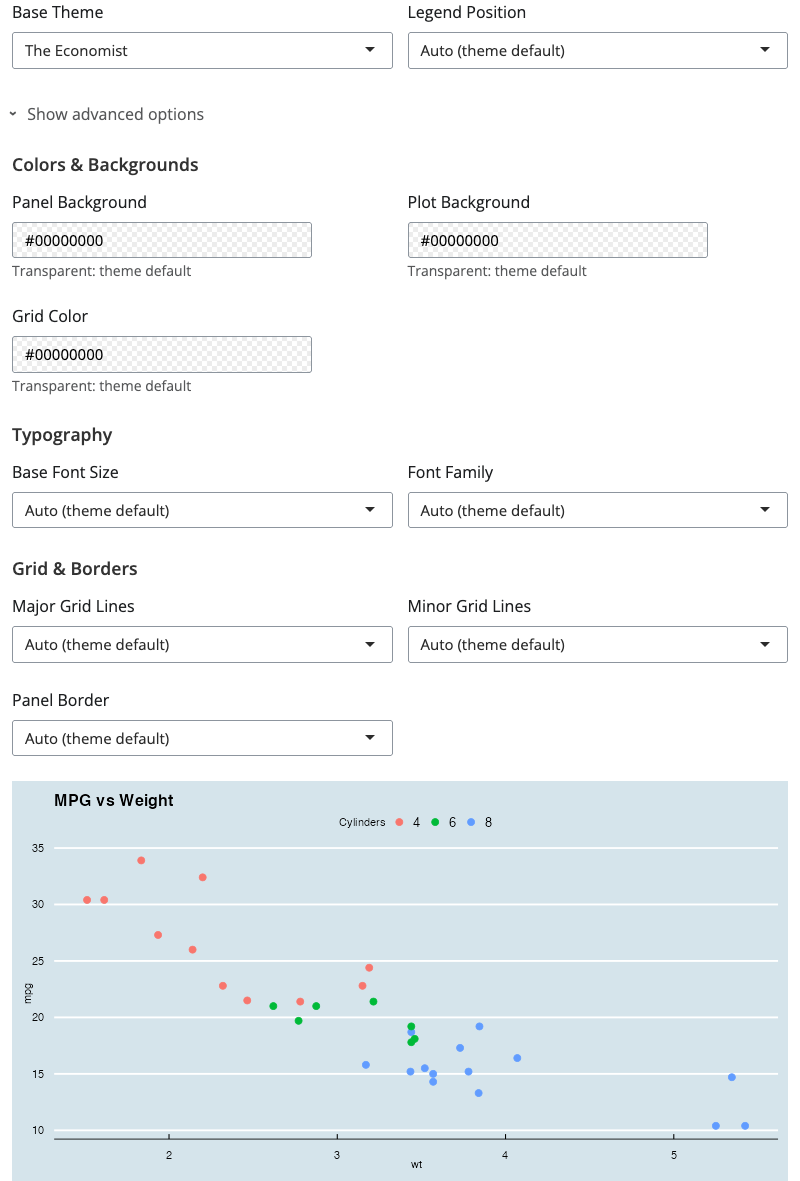 Base Theme
Legend Position
The Economist
Auto (theme default)
Show advanced options
Colors & Backgrounds
Panel Background
Plot Background
#00000000
#00000000
Transparent: theme default
Transparent: theme default
Grid Color
#00000000
Transparent: theme default
Typography
Base Font Size
Font Family
Auto (theme default)
Auto (theme default)
Grid & Borders
Major Grid Lines
Minor Grid Lines
Auto (theme default)
Auto (theme default)
Panel Border
Auto (theme default)
MPG vs Weight
Cylinders 4 6 8
35
30
25
20
15
10
mpg
2 3 4 5
wt